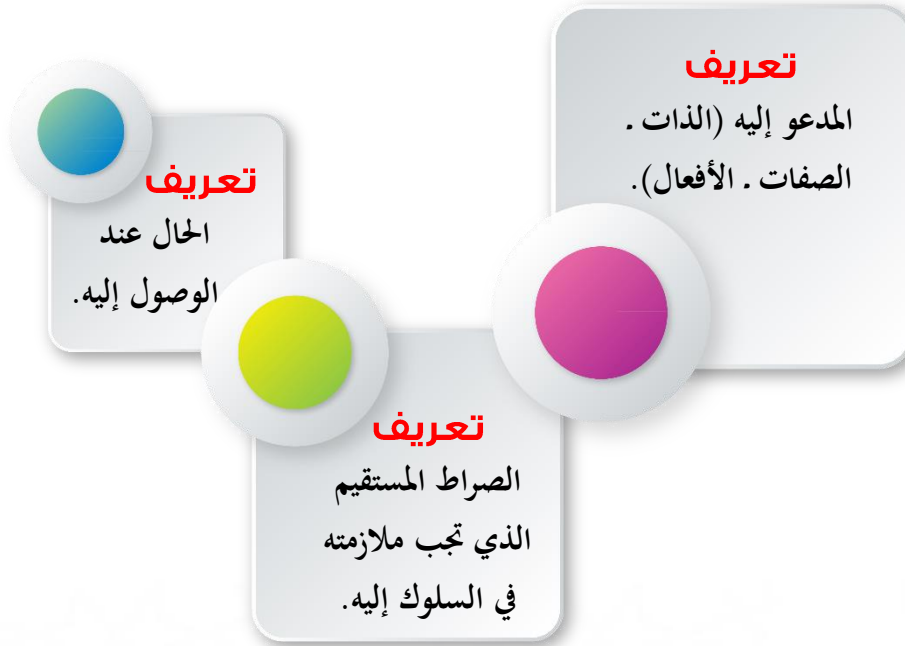 تعريف
المدعو إليه (الذات .
الصفات . الأفعال).
تعريف
الصراط المستقيم
الذي تجب ملازمته
في السلوك إليه.
تعريف
الحال عند
الوصول إليه.